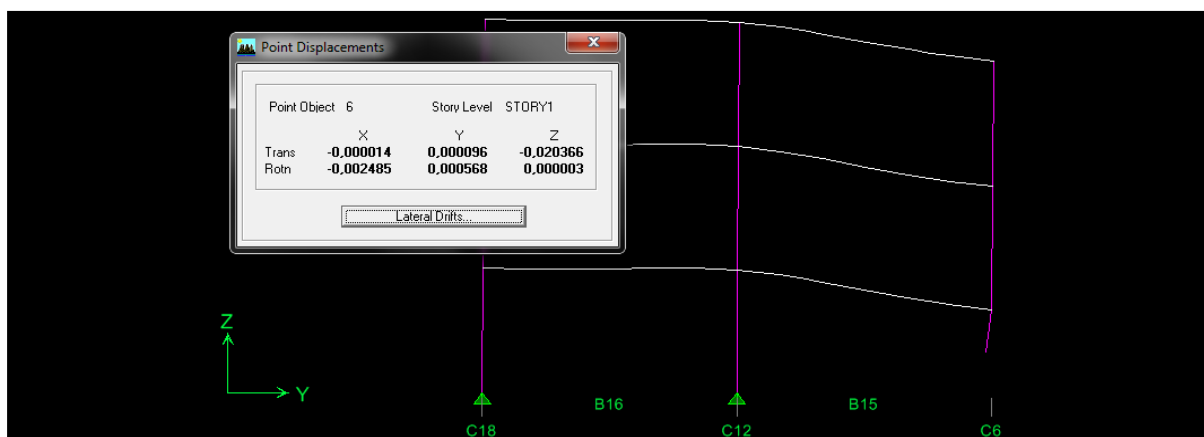 Point Displacements
Point Object 6 Story Level STORY1
X Y Z
Trans -0,000014 0,000096 -0,020366
Rotn -0,002485 0,000568 0,000003
Lateral Drifts...
Z
Y
B16 B15
C18 C12 C6